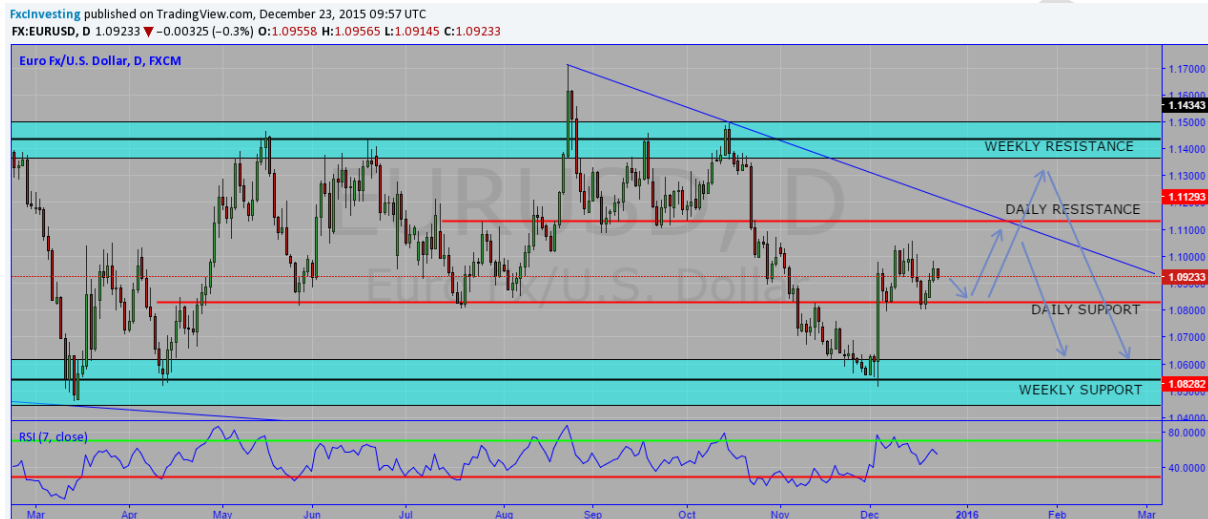 FxcInvesting published on TradingView.com, December 23, 2015 09:57 UTC
FX:EURUSD, D 1.09233 ▼ −0.00325 (−0.3%) O:1.09558 H:1.09565 L:1.09145 C:1.09233
Euro Fx/U.S. Dollar, D, FXCM
1.17000
1.16000
1.14343
1.15000
WEEKLY RESISTANCE
1.14000
1.13000
EURUSD, D
1.11293
DAILY RESISTANCE
1.11000
1.10000
Euro Fx/U.S. Dollar
1.09233
DAILY SUPPORT
1.08000
1.07000
1.06000
1.08282
WEEKLY SUPPORT
1.04000
RSI (7, close)
80.0000
40.0000
Mar Apr May Jun Jul Aug Sep Oct Nov Dec 2016 Feb Mar